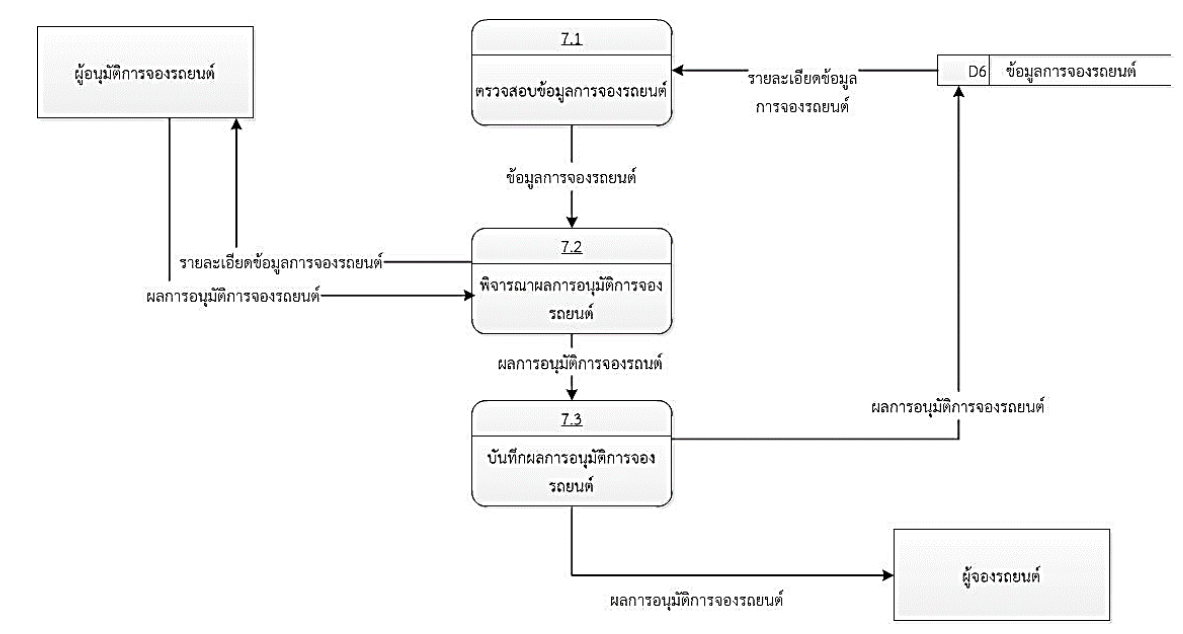 ผู้อนุมัติการจองรถยนต์
7.1
ตรวจสอบข้อมูลการจองรถยนต์
รายละเอียดข้อมูล
การจองรถยนต์
D6 ข้อมูลการจองรถยนต์
ข้อมูลการจองรถยนต์
7.2
พิจารณาผลการอนุมัติการจอง
รถยนต์
รายละเอียดข้อมูลการจองรถยนต์
ผลการอนุมัติการจองรถยนต์
ผลการอนุมัติการจองรถนต์
7.3
บันทึกผลการอนุมัติการจอง
รถยนต์
ผลการอนุมัติการจองรถยนต์
ผลการอนุมัติการจองรถยนต์
ผู้จองรถยนต์